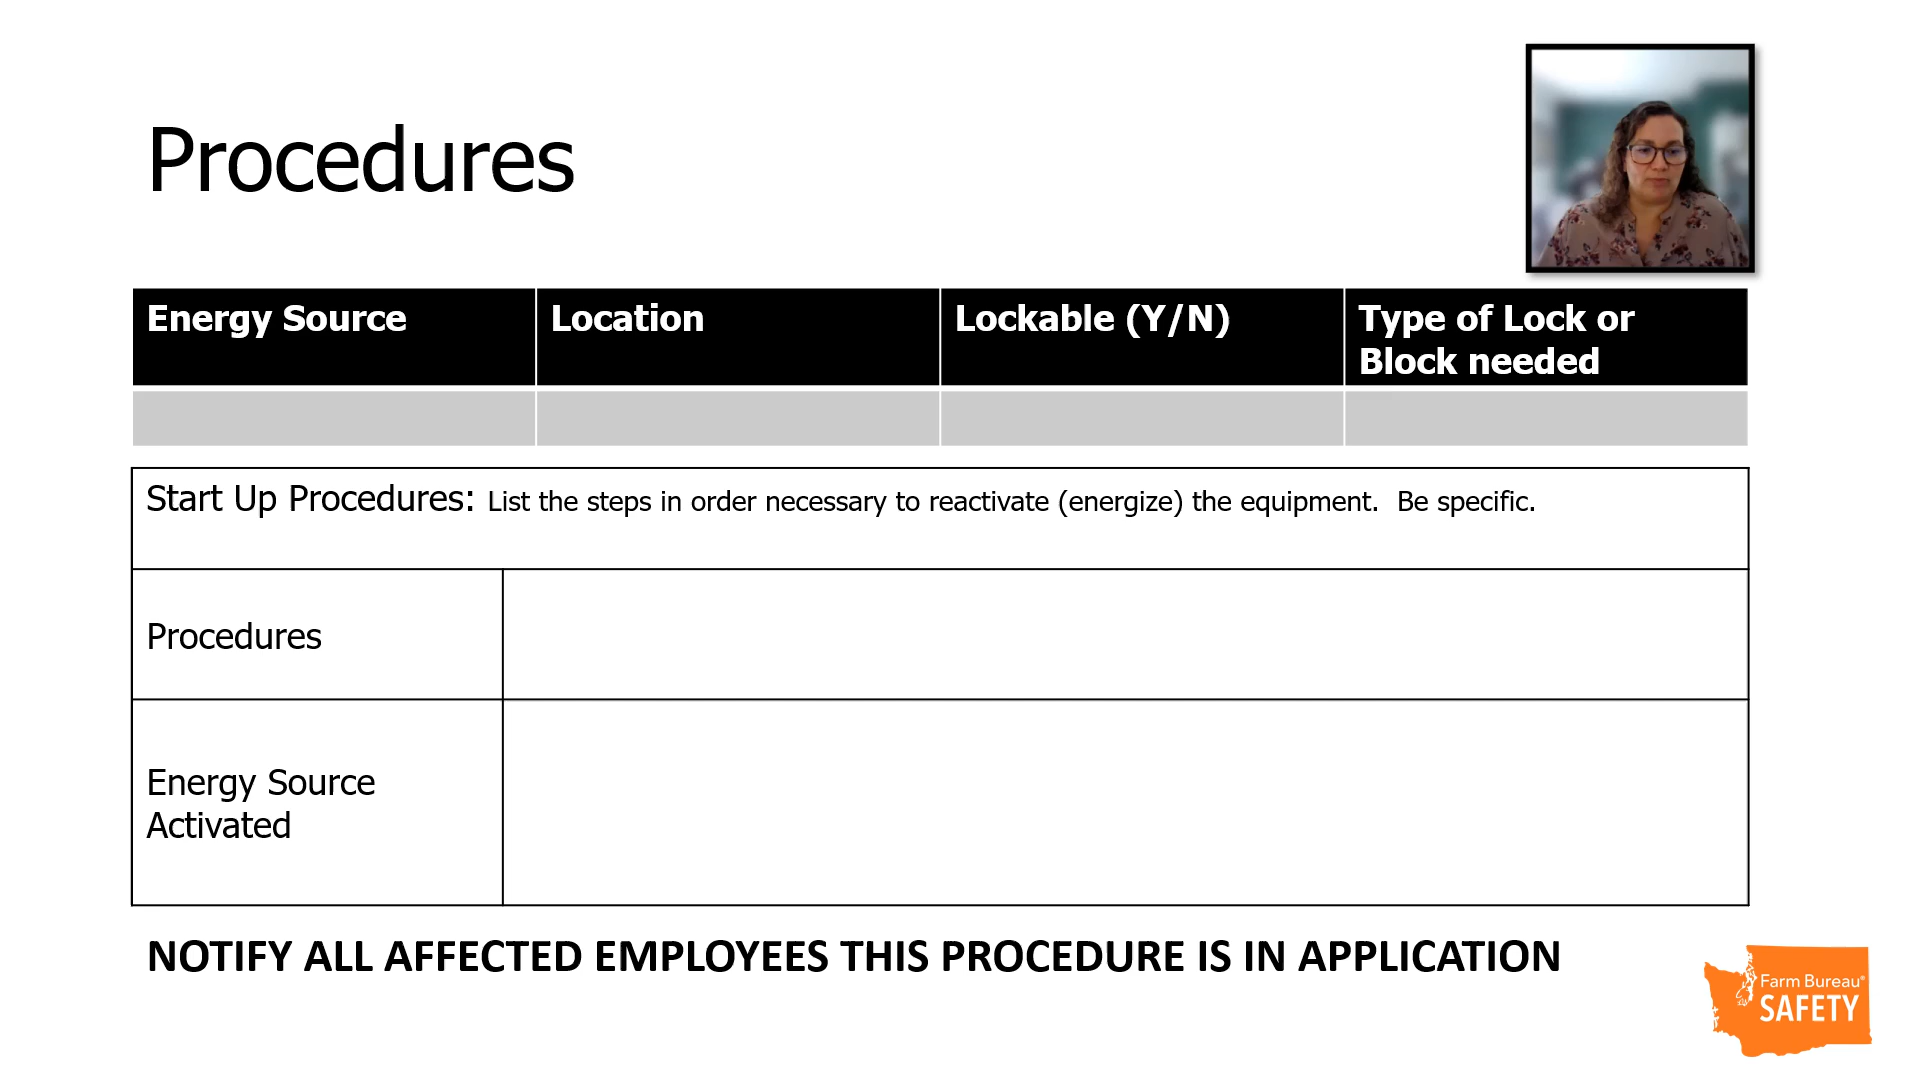 Procedures
Energy Source
Location
Lockable (Y/N)
Type of Lock or
Block needed
Start Up Procedures: List the steps in order necessary to reactivate (energize) the equipment.  Be specific.
Procedures
Energy Source
Activated
NOTIFY ALL AFFECTED EMPLOYEES THIS PROCEDURE IS IN APPLICATION
Farm Bureau®
SAFETY